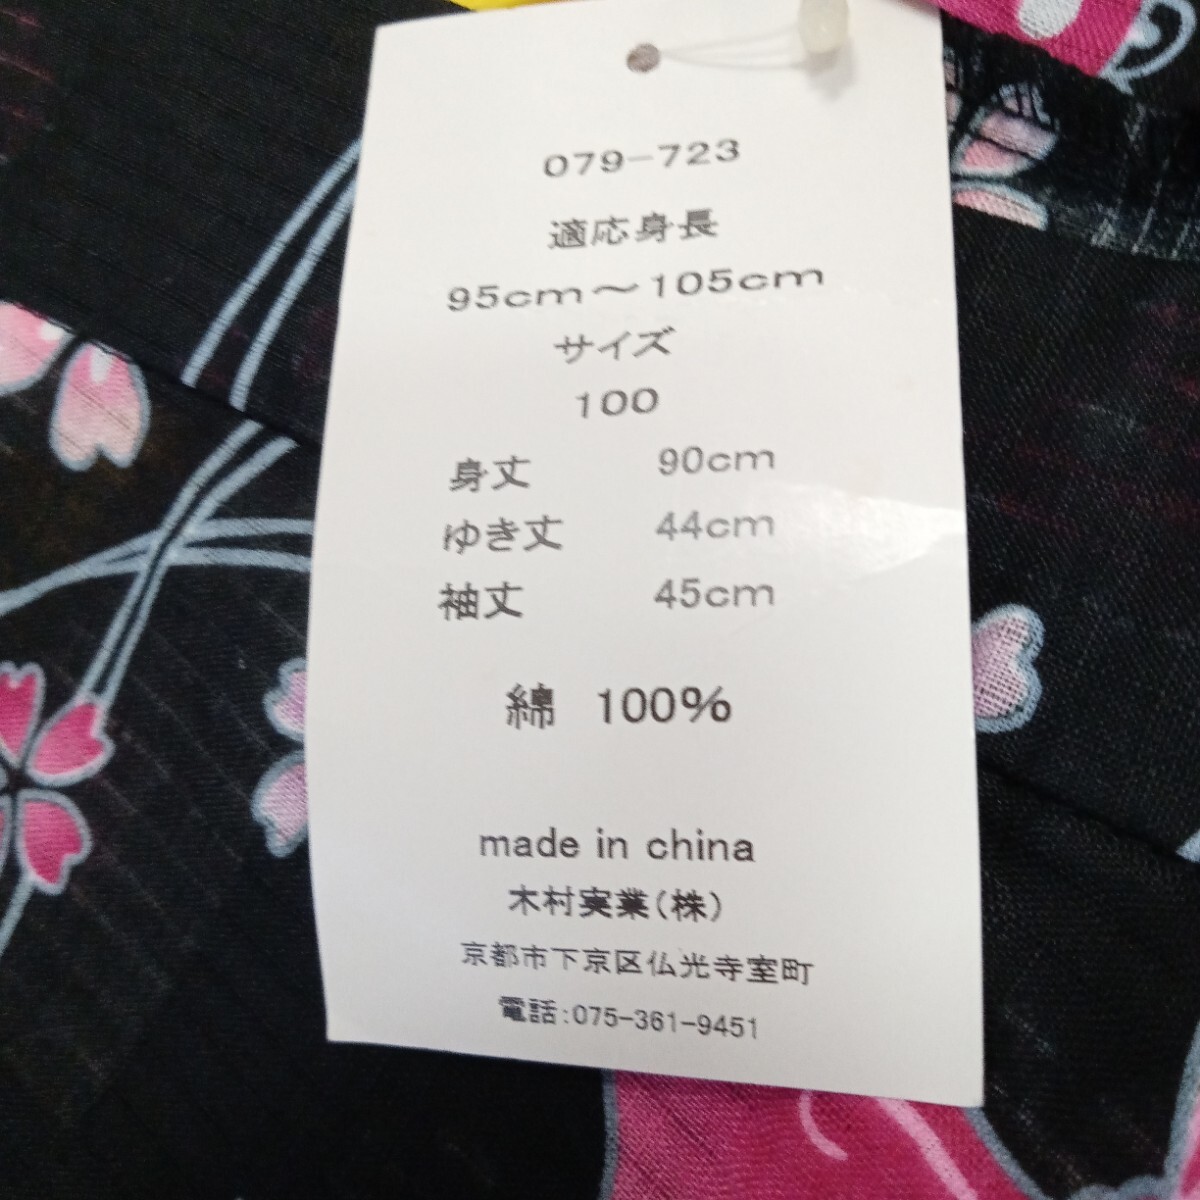 079-723
適応身長
95cm～105cm
サイズ
100
身丈 90cm
ゆき丈 44cm
袖丈 45cm
綿 100%
made in china
木村実業(株)
京都市下京区仏光寺室町
電話:075-361-9451